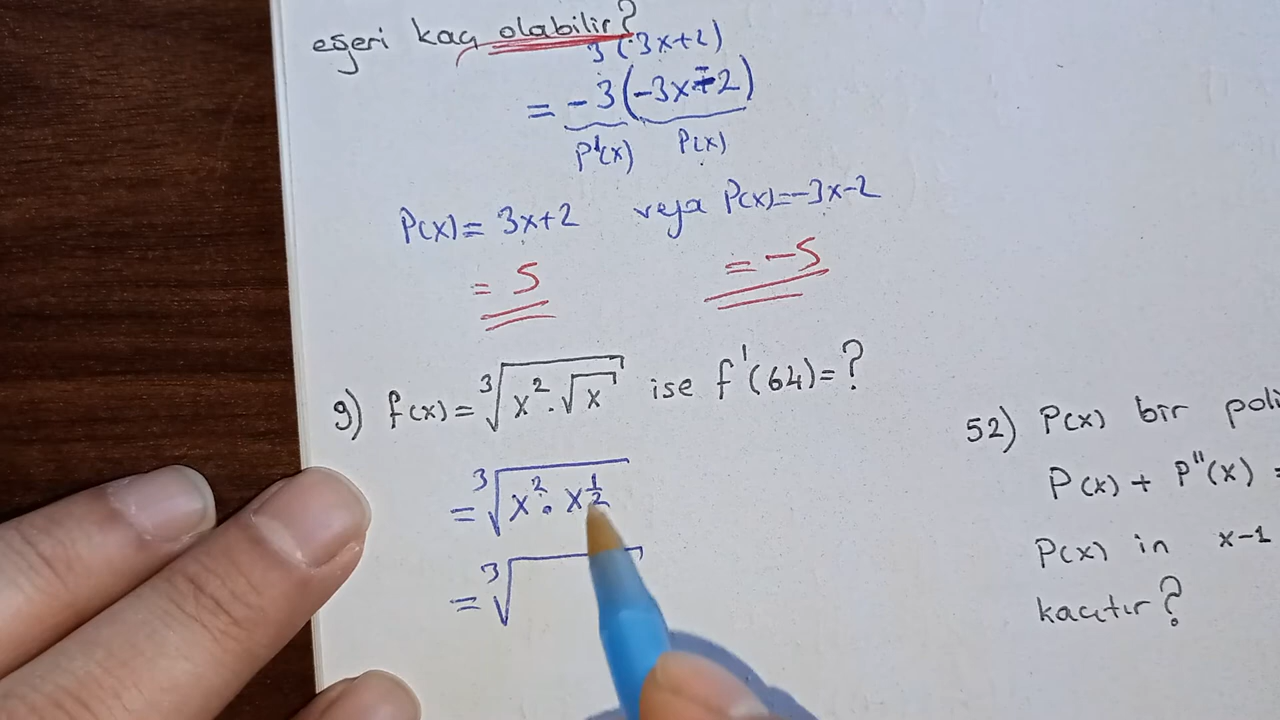 eğeri kaç olabilir?
3(3x+2)
= -3(-3x-2)
P'(x) P(x)
P(x)= 3x+2 veya P(x)=-3x-2
= 5 = -5
9) f(x)= ∛(x²·√x) ise f'(64)=?
= ∛(x²·x^(1/2))
= ∛
52) P(x) bir poli
P(x) + P''(x) =
P(x) in x-1
kaçtır?